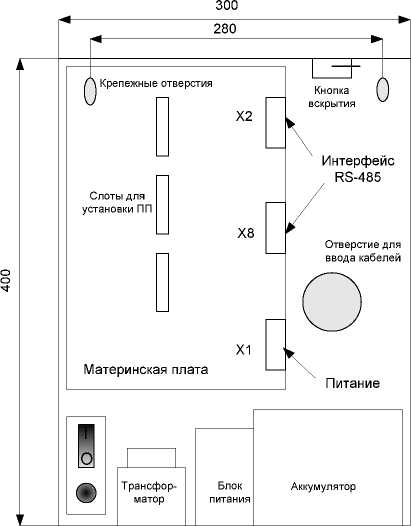 300
280
Крепежные отверстия
Кнопка
вскрытия
X2
Интерфейс
RS-485
Слоты для
установки ПП
X8
Отверстие для
ввода кабелей
400
X1
Материнская плата
Питание
I
O
Трансфор-
матор
Блок
питания
Аккумулятор